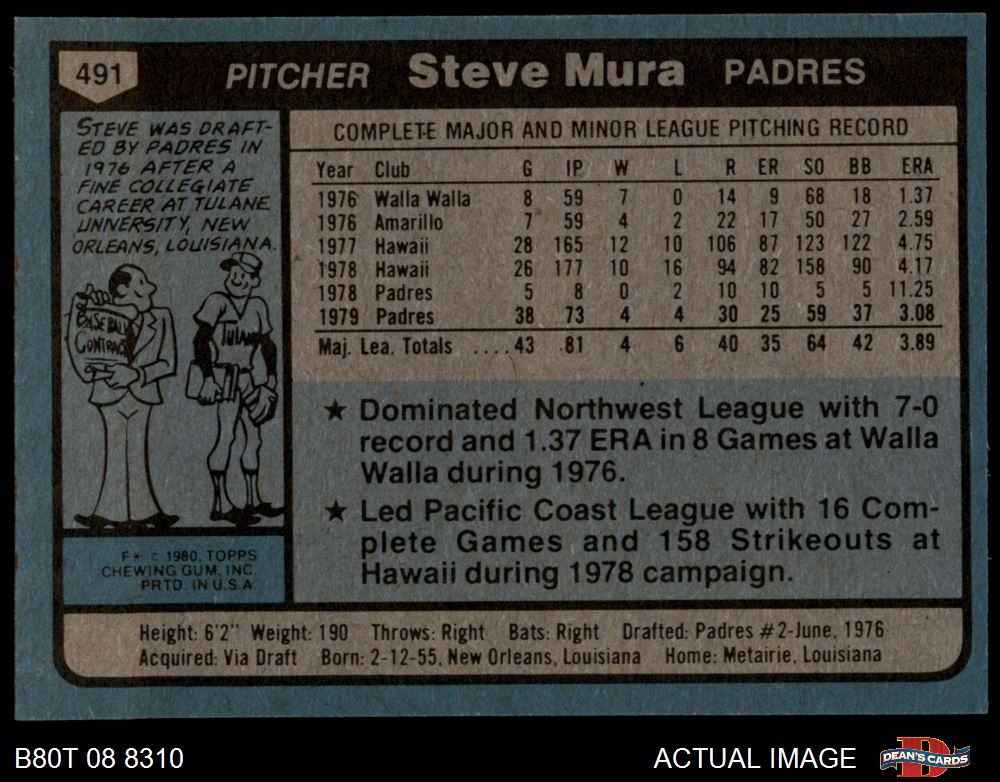 491
PITCHER Steve Mura PADRES
STEVE WAS DRAFT-
ED BY PADRES IN
1976 AFTER A
FINE COLLEGIATE
CAREER AT TULANE
UNVERSITY, NEW
ORLEANS, LOUISIANA.
BASEBALL
CONTRACT
TULANE
F* © 1980, TOPPS
CHEWING GUM, INC.
PRTD. IN U.S.A.
COMPLETE MAJOR AND MINOR LEAGUE PITCHING RECORD
Year Club G IP W L R ER SO BB ERA
1976 Walla Walla 8 59 7 0 14 9 68 18 1.37
1976 Amarillo 7 59 4 2 22 17 50 27 2.59
1977 Hawaii 28 165 12 10 106 87 123 122 4.75
1978 Hawaii 26 177 10 16 94 82 158 90 4.17
1978 Padres 5 8 0 2 10 10 5 5 11.25
1979 Padres 38 73 4 4 30 25 59 37 3.08
Maj. Lea. Totals ....43 81 4 6 40 35 64 42 3.89
★ Dominated Northwest League with 7-0
record and 1.37 ERA in 8 Games at Walla
Walla during 1976.
★ Led Pacific Coast League with 16 Com-
plete Games and 158 Strikeouts at
Hawaii during 1978 campaign.
Height: 6'2" Weight: 190 Throws: Right Bats: Right Drafted: Padres #2-June, 1976
Acquired: Via Draft Born: 2-12-55, New Orleans, Louisiana Home: Metairie, Louisiana
B80T 08 8310 ACTUAL IMAGE DEAN'S CARDS